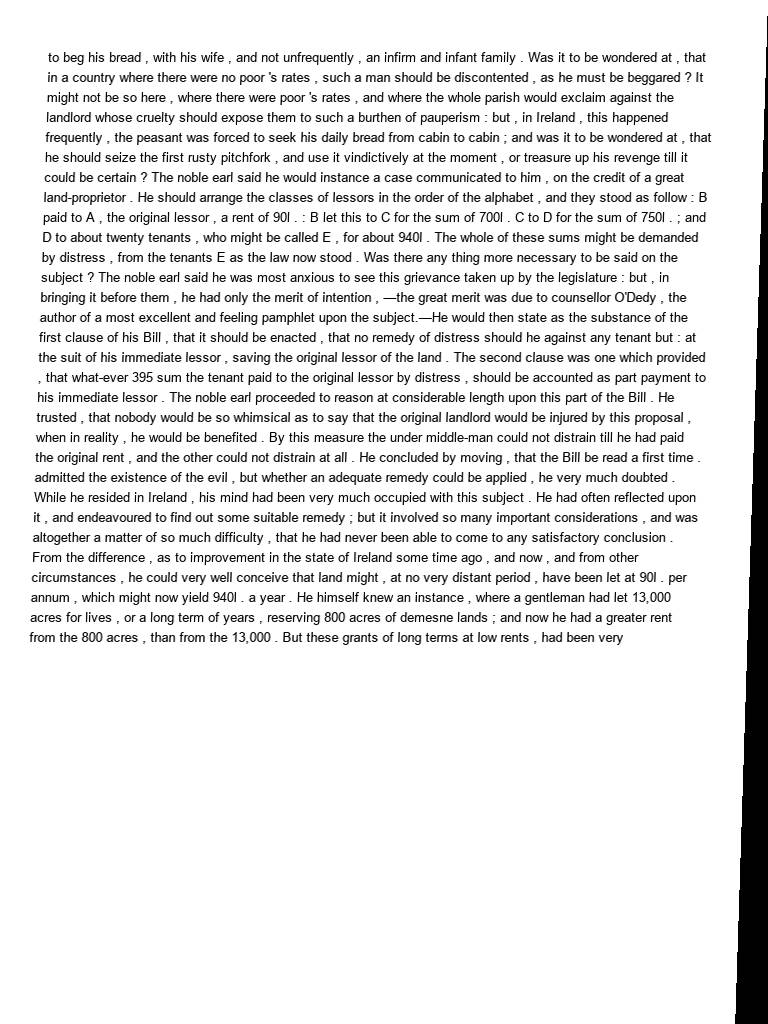 to beg his bread , with his wife , and not unfrequently , an infirm and infant family . Was it to be wondered at , that
in a country where there were no poor 's rates , such a man should be discontented , as he must be beggared ? It
might not be so here , where there were poor 's rates , and where the whole parish would exclaim against the
landlord whose cruelty should expose them to such a burthen of pauperism : but , in Ireland , this happened
frequently , the peasant was forced to seek his daily bread from cabin to cabin ; and was it to be wondered at , that
he should seize the first rusty pitchfork , and use it vindictively at the moment , or treasure up his revenge till it
could be certain ? The noble earl said he would instance a case communicated to him , on the credit of a great
land-proprietor . He should arrange the classes of lessors in the order of the alphabet , and they stood as follow : B
paid to A , the original lessor , a rent of 90l . : B let this to C for the sum of 700l . C to D for the sum of 750l . ; and
D to about twenty tenants , who might be called E , for about 940l . The whole of these sums might be demanded
by distress , from the tenants E as the law now stood . Was there any thing more necessary to be said on the
subject ? The noble earl said he was most anxious to see this grievance taken up by the legislature : but , in
bringing it before them , he had only the merit of intention , —the great merit was due to counsellor O'Dedy , the
author of a most excellent and feeling pamphlet upon the subject.—He would then state as the substance of the
first clause of his Bill , that it should be enacted , that no remedy of distress should he against any tenant but : at
the suit of his immediate lessor , saving the original lessor of the land . The second clause was one which provided
, that what-ever 395 sum the tenant paid to the original lessor by distress , should be accounted as part payment to
his immediate lessor . The noble earl proceeded to reason at considerable length upon this part of the Bill . He
trusted , that nobody would be so whimsical as to say that the original landlord would be injured by this proposal ,
when in reality , he would be benefited . By this measure the under middle-man could not distrain till he had paid
the original rent , and the other could not distrain at all . He concluded by moving , that the Bill be read a first time .
admitted the existence of the evil , but whether an adequate remedy could be applied , he very much doubted .
While he resided in Ireland , his mind had been very much occupied with this subject . He had often reflected upon
it , and endeavoured to find out some suitable remedy ; but it involved so many important considerations , and was
altogether a matter of so much difficulty , that he had never been able to come to any satisfactory conclusion .
From the difference , as to improvement in the state of Ireland some time ago , and now , and from other
circumstances , he could very well conceive that land might , at no very distant period , have been let at 90l . per
annum , which might now yield 940l . a year . He himself knew an instance , where a gentleman had let 13,000
acres for lives , or a long term of years , reserving 800 acres of demesne lands ; and now he had a greater rent
from the 800 acres , than from the 13,000 . But these grants of long terms at low rents , had been very